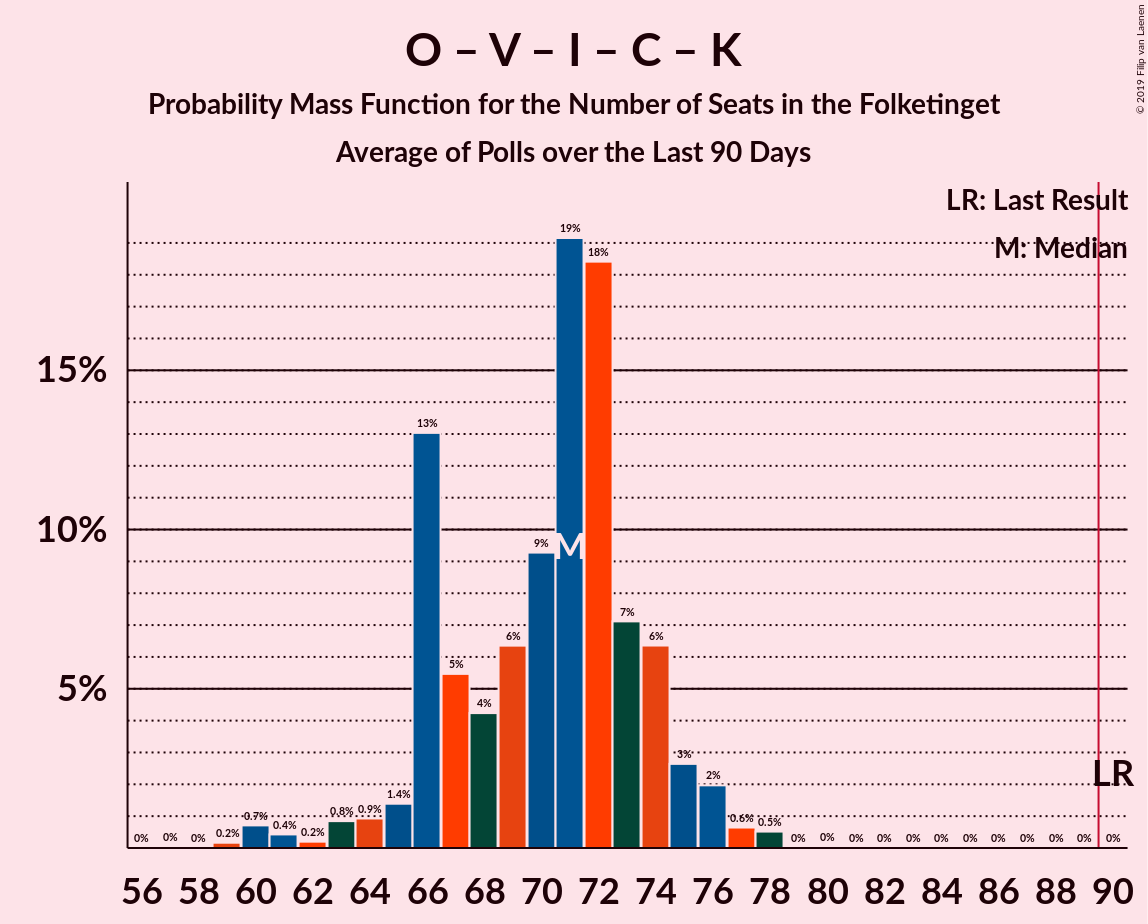 O – V – I – C – K
Probability Mass Function for the Number of Seats in the Folketinget
Average of Polls over the Last 90 Days
© 2019 Filip van Laenen
LR: Last Result
M: Median
19%
18%
15%
13%
10%
9%
M
7%
6%
6%
5%
5%
4%
3%
2%
LR
1.4%
0.9%
0.8%
0.7%
0.6%
0.5%
0.4%
0.2%
0.2%
0% 0% 0% 0% 0% 0% 0% 0% 0% 0% 0% 0% 0% 0% 0%
56 58 60 62 64 66 68 70 72 74 76 78 80 82 84 86 88 90